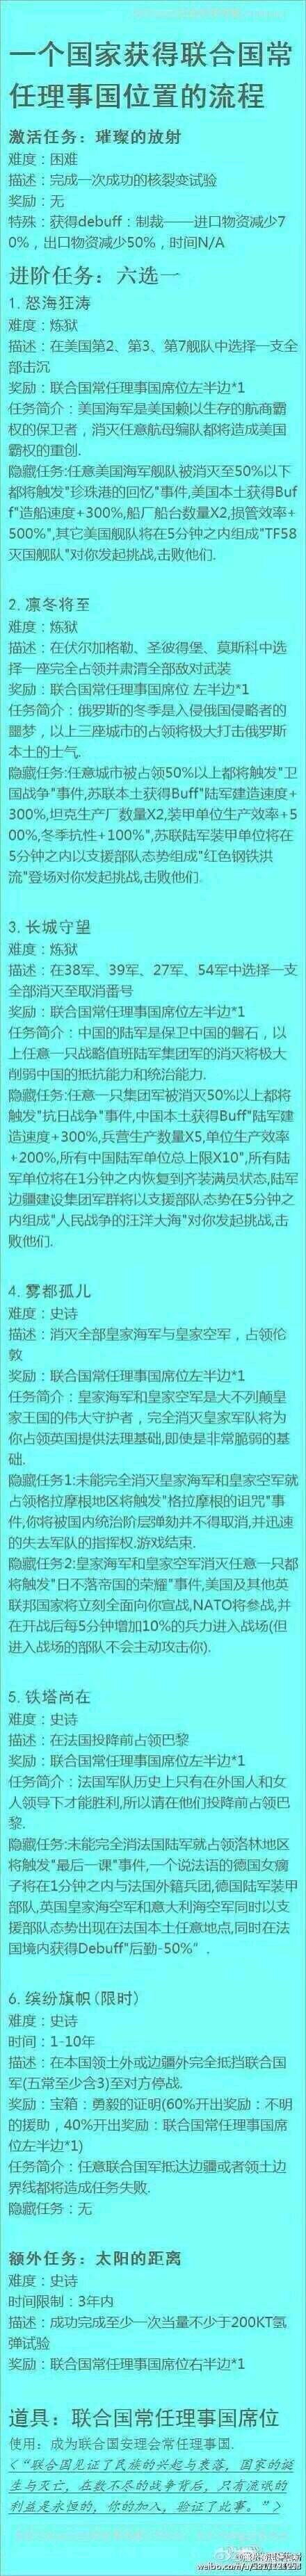 一个国家获得联合国常
任理事国位置的流程
激活任务：璀璨的放射
难度：困难
描述：完成一次成功的核裂变试验
奖励：无
特殊：获得debuff：制裁——进口物资减少7
0%，出口物资减少50%，时间N/A
进阶任务：六选一
1. 怒海狂涛
难度：炼狱
描述：在美国第2、第3、第7舰队中选择一支全
部击沉
奖励：联合国常任理事国席位左半边*1
任务简介：美国海军是美国赖以生存的航商霸
权的保卫者，消灭任意航母编队都将造成美国
霸权的重创.
隐藏任务:任意美国海军舰队被消灭至50%以下
都将触发"珍珠港的回忆"事件,美国本土获得Buf
f"造船速度+300%,船厂船台数量X2,损管效率+
500%",其它美国舰队将在5分钟之内组成"TF58
灭国舰队"对你发起挑战,击败他们.
2. 凛冬将至
难度：炼狱
描述：在伏尔加格勒、圣彼得堡、莫斯科中选
择一座完全占领并肃清全部敌对武装
奖励：联合国常任理事国席位 左半边*1
任务简介：俄罗斯的冬季是入侵俄国侵略者的
噩梦，以上三座城市的占领将极大打击俄罗斯
本土的士气.
隐藏任务:任意城市被占领50%以上都将触发"卫
国战争"事件,苏联本土获得Buff"陆军建造速度+
300%,坦克生产厂数量X2,装甲单位生产效率+5
00%,冬季抗性+100%",苏联陆军装甲单位将在
5分钟之内以支援部队态势组成"红色钢铁洪
流"登场对你发起挑战,击败他们.
3. 长城守望
难度：炼狱
描述：在38军、39军、27军、54军中选择一支
全部消灭至取消番号
奖励：联合国常任理事国席位左半边*1
任务简介：中国的陆军是保卫中国的磐石，以
上任意一只战略值班陆军集团军的消灭将极大
削弱中国的抵抗能力和统治能力.
隐藏任务:任意一只集团军被消灭50%以上都将
触发"抗日战争"事件,中国本土获得Buff"陆军建
造速度+300%,兵营生产数量X5,单位生产效率
+200%,所有中国陆军单位总上限X10",所有陆
军单位将在1分钟之内恢复到齐装满员状态,陆军
边疆建设集团军群将以支援部队态势在5分钟之
内组成"人民战争的汪洋大海"对你发起挑战,击
败他们.
4. 雾都孤儿
难度：史诗
描述：消灭全部皇家海军与皇家空军，占领伦
敦
奖励：联合国常任理事国席位左半边*1
任务简介：皇家海军和皇家空军是大不列颠皇
家王国的伟大守护者，完全消灭皇家军队将为
你占领英国提供法理基础,即使是非常脆弱的基
础.
隐藏任务1:未能完全消灭皇家海军和皇家空军就
占领格拉摩根地区将触发"格拉摩根的诅咒"事
件,你将被国内统治阶层弹劾并不得取消,并迅速
的失去军队的指挥权.游戏结束.
隐藏任务2:皇家海军和皇家空军消灭任意一只都
将触发"日不落帝国的荣耀"事件,美国及其他英
联邦国家将立刻全面向你宣战,NATO将参战,并
在开战后每5分钟增加10%的兵力进入战场(但
进入战场的部队不会主动攻击你).
5. 铁塔尚在
难度：史诗
描述：在法国投降前占领巴黎
奖励：联合国常任理事国席位左半边*1
任务简介：法国军队历史上只有在外国人和女
人领导下才能胜利,所以请在他们投降前占领巴
黎.
隐藏任务:未能完全消法国陆军就占领洛林地区
将触发"最后一课"事件,一个说法语的德国女瘸
子将在1分钟之内与法国外籍兵团,德国陆军装甲
部队,英国皇家海空军和意大利海空军同时以支
援部队态势出现在法国本土任意地点,同时在法
国境内获得Debuff"后勤-50%".
6. 缤纷旗帜(限时)
难度：史诗
时间：1-10年
描述：在本国领土外或边疆外完全抵挡联合国
军(五常至少含3)至对方停战.
奖励：宝箱：勇毅的证明(60%开出奖励：不明
的援助，40%开出奖励：联合国常任理事国席
位左半边*1)
任务简介：任意联合国军抵达边疆或者领土边
界线都将造成任务失败.
隐藏任务：无
额外任务：太阳的距离
难度：史诗
时间限制：3年内
描述：成功完成至少一次当量不少于200KT氢
弹试验
奖励：联合国常任理事国席位右半边*1
道具：联合国常任理事国席位
使用：成为联合国安理会常任理事国.
<“联合国见证了民族的兴起与衰落，国家的诞
生与灭亡，在数不尽的战争背后，只有流氓的
利益是永恒的，你的加入，验证了此事。”>